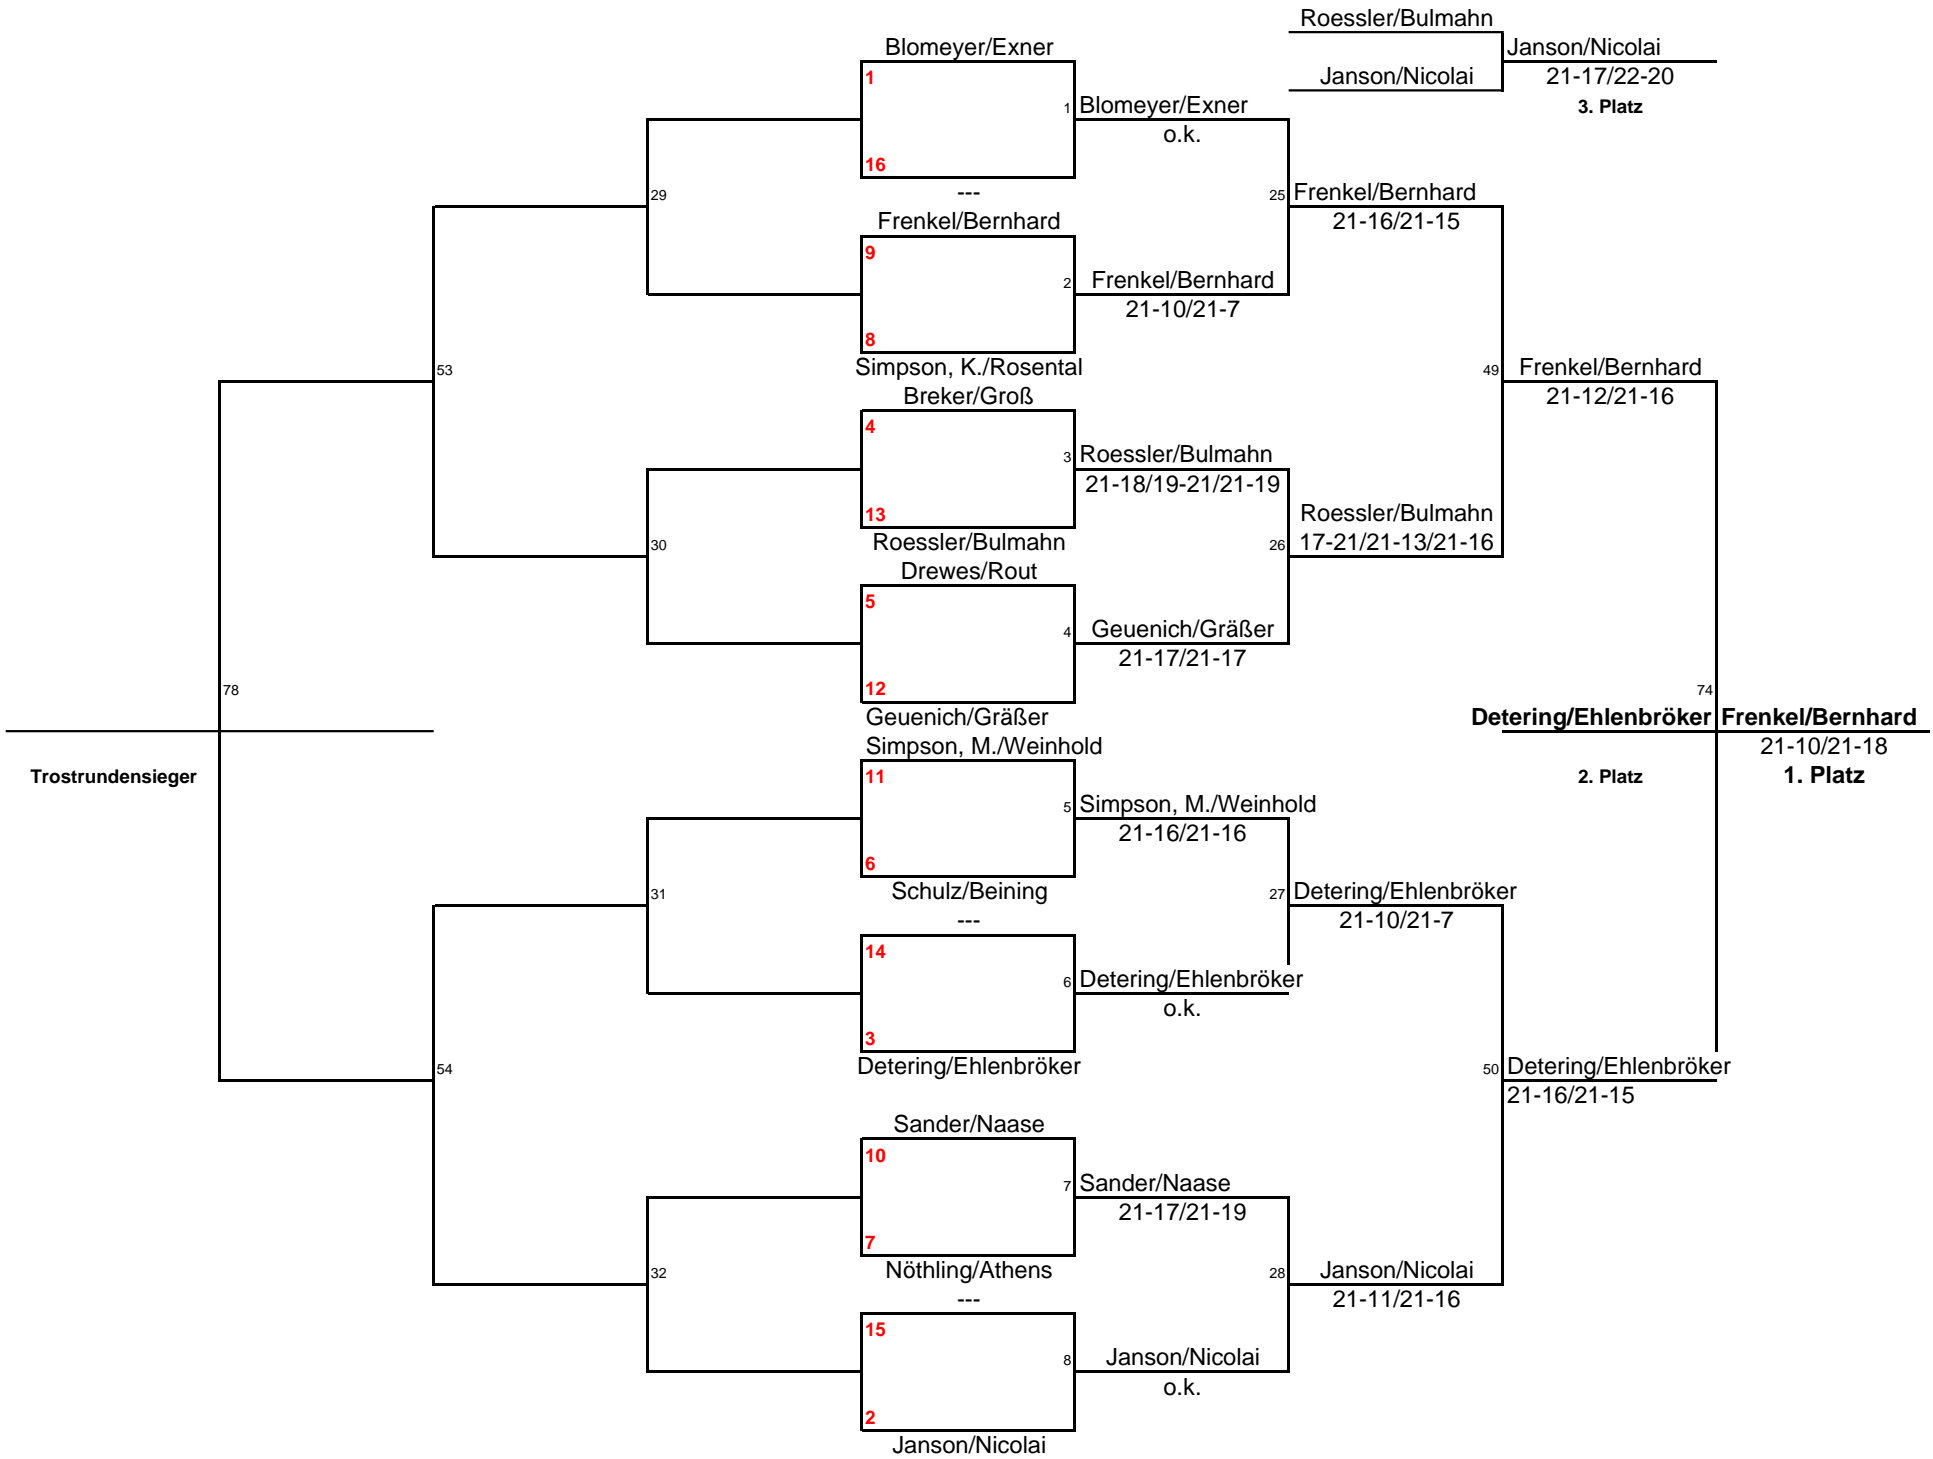 Roessler/Bulmahn
Blomeyer/Exner
Janson/Nicolai
1
Janson/Nicolai
21-17/22-20
1
Blomeyer/Exner
3. Platz
o.k.
16
---
29
25
Frenkel/Bernhard
Frenkel/Bernhard
21-16/21-15
9
2
Frenkel/Bernhard
21-10/21-7
8
Simpson, K./Rosental
53
49
Frenkel/Bernhard
Breker/Groß
21-12/21-16
4
3
Roessler/Bulmahn
21-18/19-21/21-19
13
Roessler/Bulmahn
Roessler/Bulmahn
30
26
17-21/21-13/21-16
Drewes/Rout
5
4
Geuenich/Gräßer
21-17/21-17
12
78
74
Geuenich/Gräßer
Detering/Ehlenbröker
Frenkel/Bernhard
Simpson, M./Weinhold
21-10/21-18
Trostrundensieger
11
2. Platz
1. Platz
5
Simpson, M./Weinhold
21-16/21-16
6
Schulz/Beining
31
27
Detering/Ehlenbröker
---
21-10/21-7
14
6
Detering/Ehlenbröker
o.k.
3
Detering/Ehlenbröker
54
50
Detering/Ehlenbröker
21-16/21-15
Sander/Naase
10
7
Sander/Naase
21-17/21-19
7
Nöthling/Athens
32
28
Janson/Nicolai
---
21-11/21-16
15
8
Janson/Nicolai
o.k.
2
Janson/Nicolai